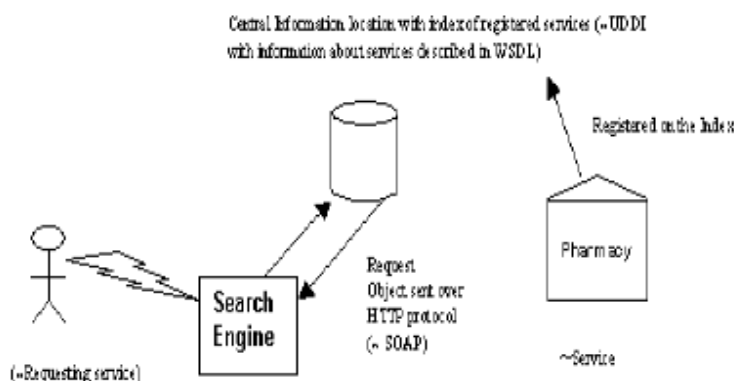 Central Information location with index of registered services (~UDDI
with information about services described in WSDL)
Registered on the Index
Pharmacy
Request
Object sent over
HTTP protocol
(~ SOAP)
Search
Engine
~Service
(~Requesting service)